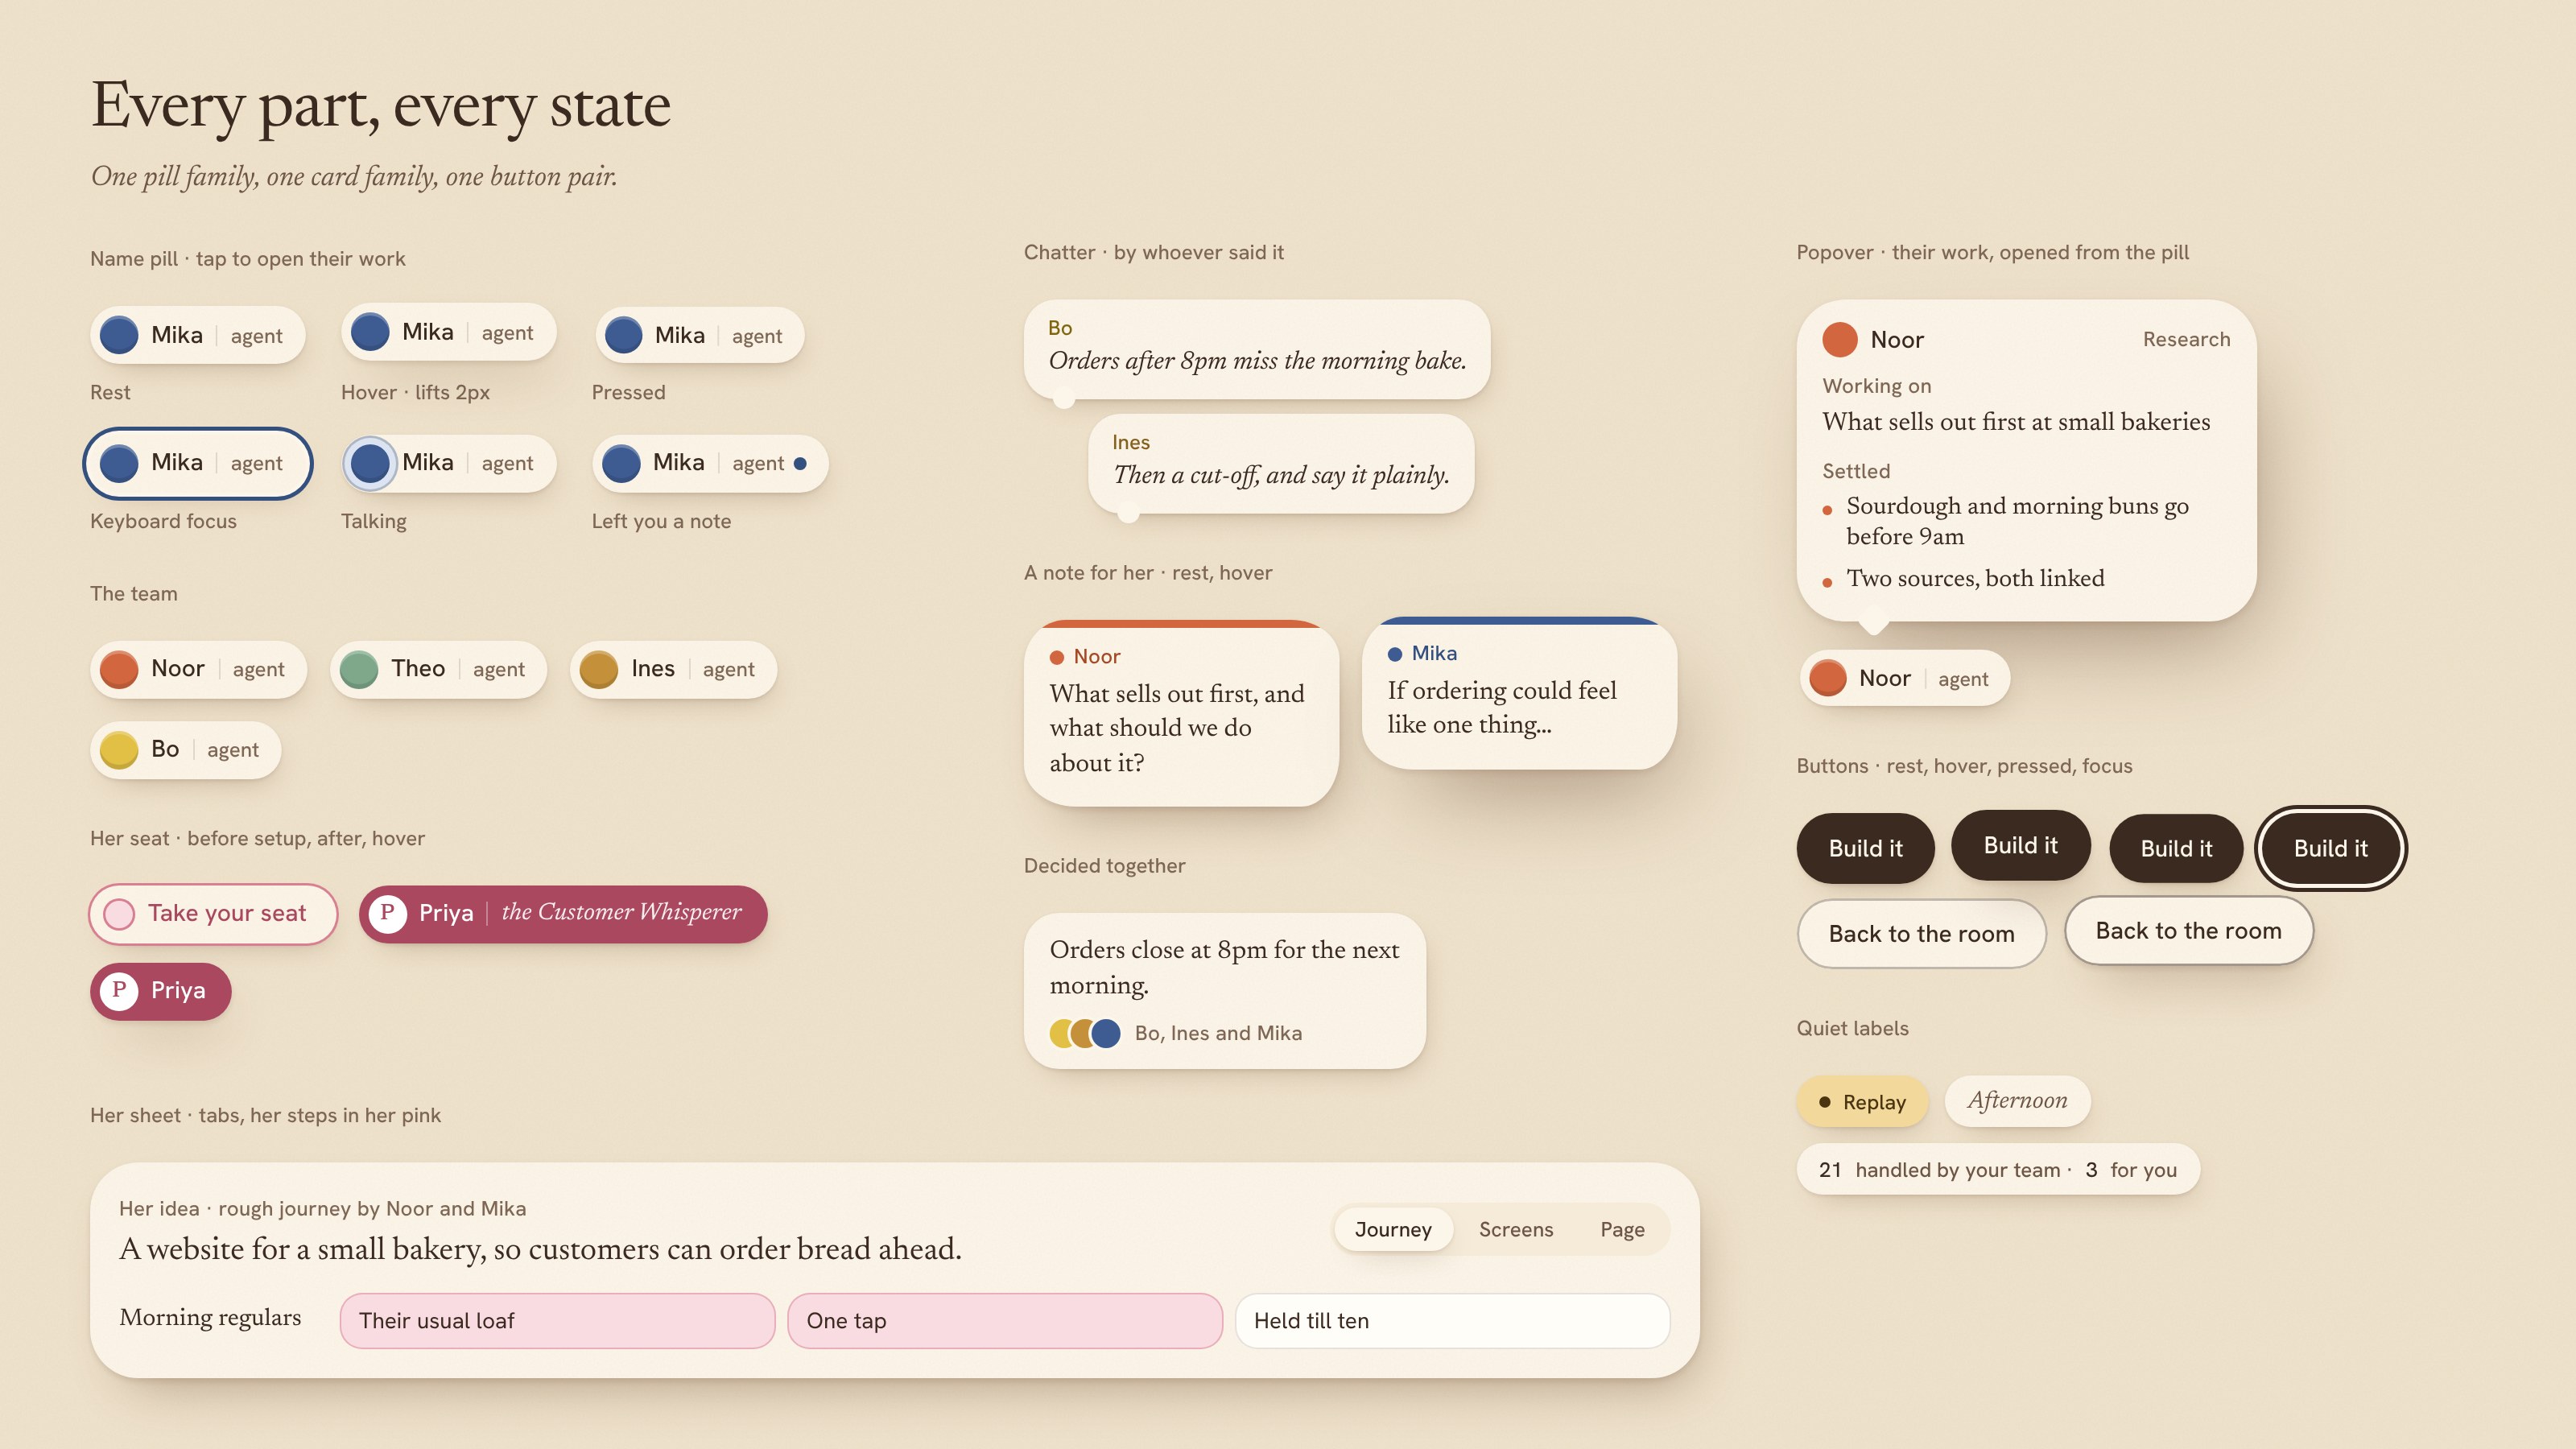 Every part, every state
One pill family, one card family, one button pair.
Name pill · tap to open their work
Mika | agent
Mika | agent
Mika | agent
Rest
Hover · lifts 2px
Pressed
Mika | agent
Mika | agent
Mika | agent
Keyboard focus
Talking
Left you a note
The team
Noor | agent
Theo | agent
Ines | agent
Bo | agent
Her seat · before setup, after, hover
Take your seat
P Priya | the Customer Whisperer
P Priya
Chatter · by whoever said it
Bo
Orders after 8pm miss the morning bake.
Ines
Then a cut-off, and say it plainly.
A note for her · rest, hover
Noor
What sells out first, and
what should we do
about it?
Mika
If ordering could feel
like one thing...
Decided together
Orders close at 8pm for the next
morning.
Bo, Ines and Mika
Popover · their work, opened from the pill
Noor
Research
Working on
What sells out first at small bakeries
Settled
Sourdough and morning buns go
before 9am
Two sources, both linked
Noor | agent
Buttons · rest, hover, pressed, focus
Build it
Build it
Build it
Build it
Back to the room
Back to the room
Quiet labels
Replay
Afternoon
21 handled by your team · 3 for you
Her sheet · tabs, her steps in her pink
Her idea · rough journey by Noor and Mika
A website for a small bakery, so customers can order bread ahead.
Journey
Screens
Page
Morning regulars
Their usual loaf
One tap
Held till ten